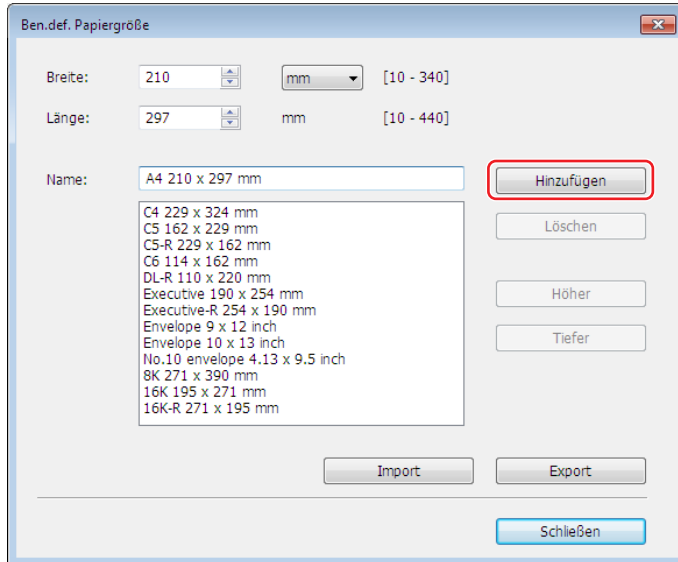 Ben.def. Papiergröße
Breite: 210 mm [10 - 340]
Länge: 297 mm [10 - 440]
Name: A4 210 x 297 mm Hinzufügen
C4 229 x 324 mm
C5 162 x 229 mm Löschen
C5-R 229 x 162 mm
C6 114 x 162 mm
DL-R 110 x 220 mm
Executive 190 x 254 mm Höher
Executive-R 254 x 190 mm
Envelope 9 x 12 inch
Envelope 10 x 13 inch Tiefer
No.10 envelope 4.13 x 9.5 inch
8K 271 x 390 mm
16K 195 x 271 mm
16K-R 271 x 195 mm
Import Export
Schließen